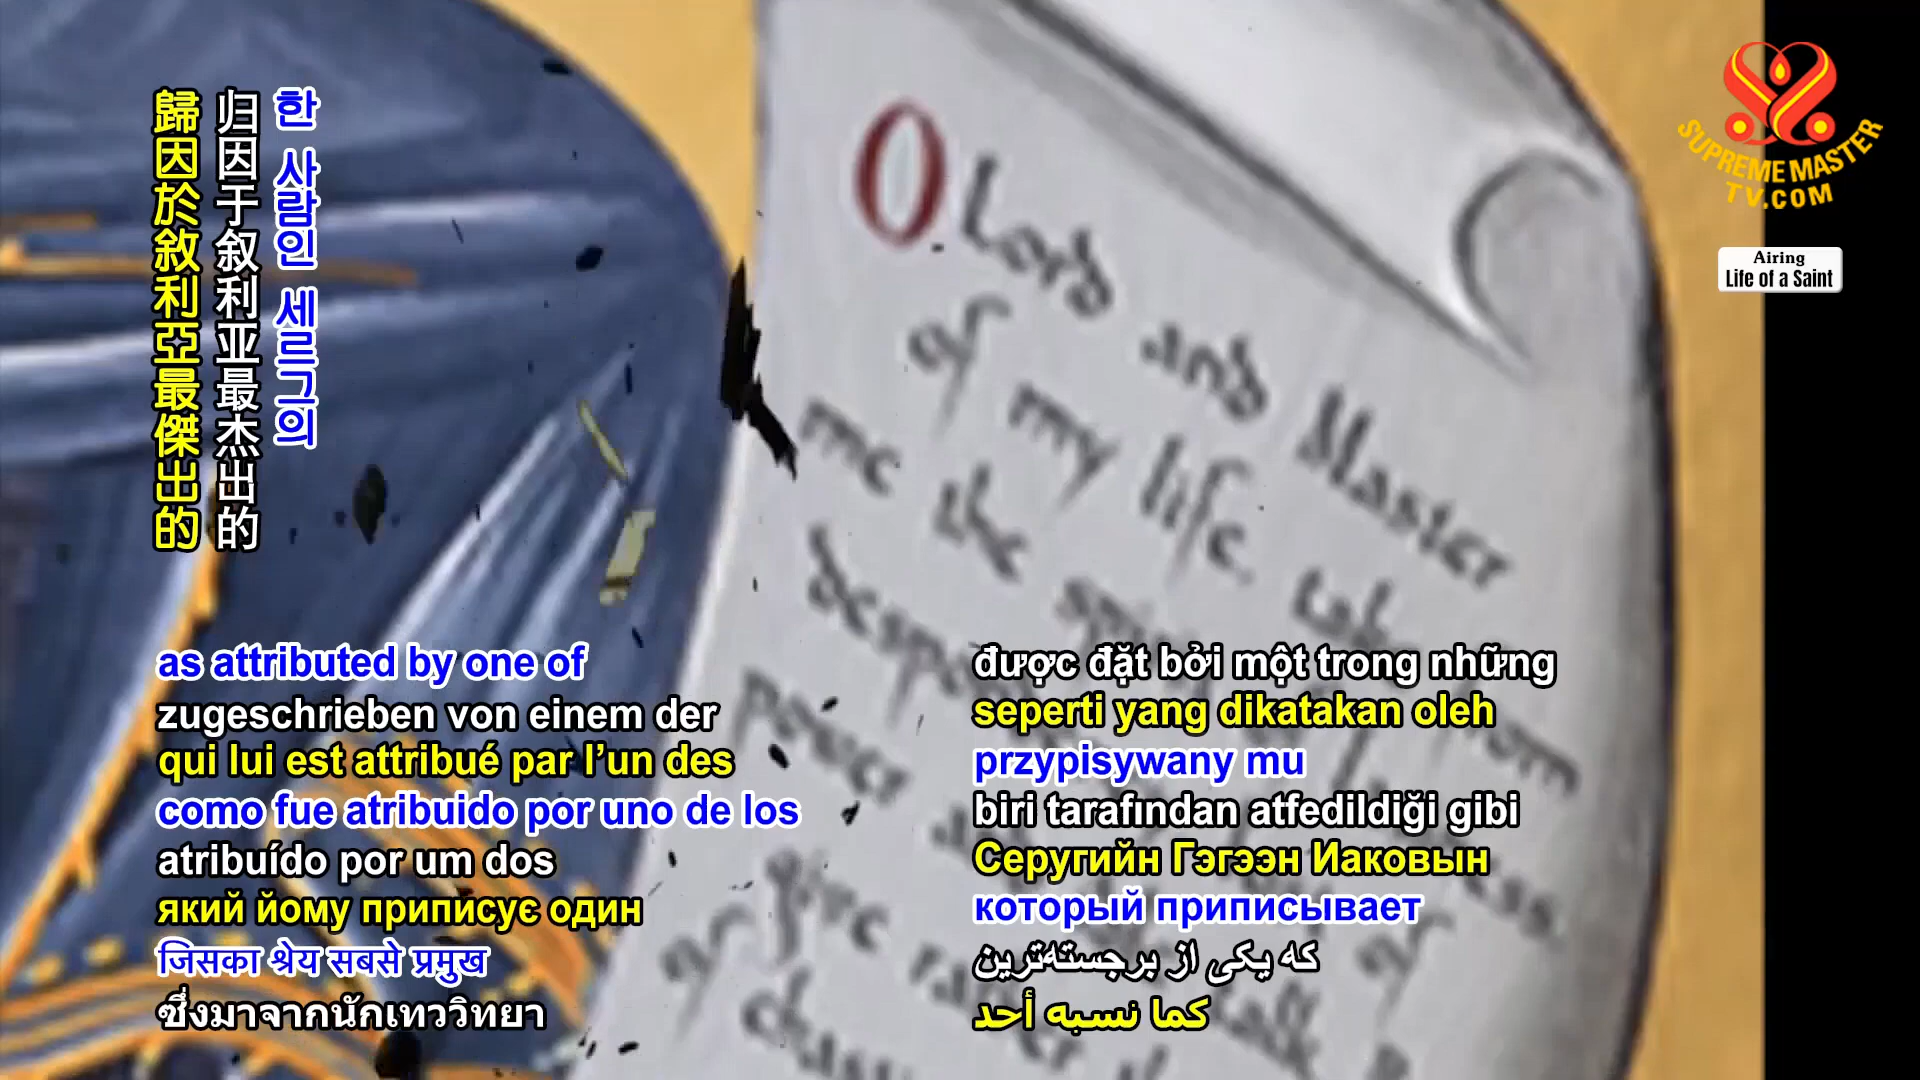 歸因於敘利亞最傑出的
归因于叙利亚最杰出的
한 사람인 세르그의
O Lord and Master
of my life, take from
me the
SUPREME MASTER
TV.COM
Airing
Life of a Saint
as attributed by one of
zugeschrieben von einem der
qui lui est attribué par l’un des
como fue atribuido por uno de los
atribuído por um dos
який йому приписує один
जिसका श्रेय सबसे प्रमुख
ซึ่งมาจากนักเทววิทยา
được đặt bởi một trong những
seperti yang dikatakan oleh
przypisywany mu
biri tarafından atfedildiği gibi
Серугийн Гэгээн Иаковын
который приписывает
که یکی از برجسته‌ترین
كما نسبه أحد